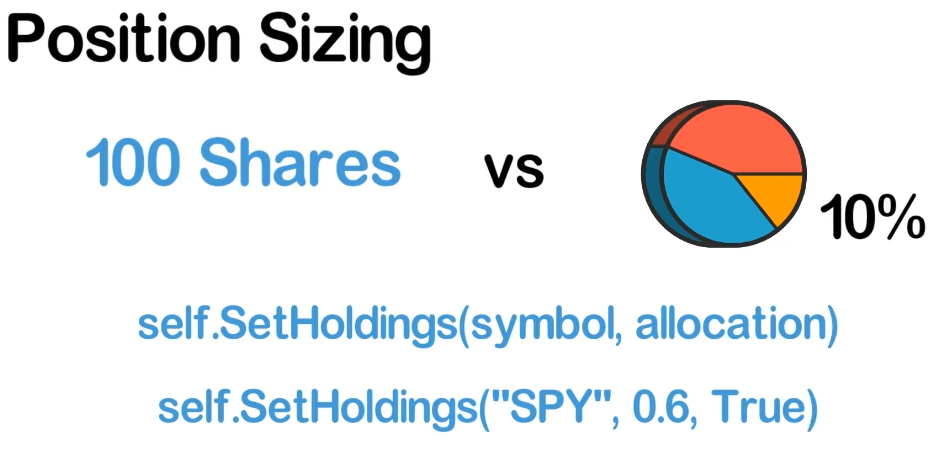 Position Sizing
100 Shares vs 10%
self.SetHoldings(symbol, allocation)
self.SetHoldings("SPY", 0.6, True)